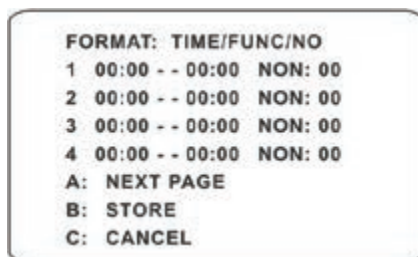 FORMAT: TIME/FUNC/NO
1 00:00 - - 00:00 NON: 00
2 00:00 - - 00:00 NON: 00
3 00:00 - - 00:00 NON: 00
4 00:00 - - 00:00 NON: 00
A: NEXT PAGE
B: STORE
C: CANCEL